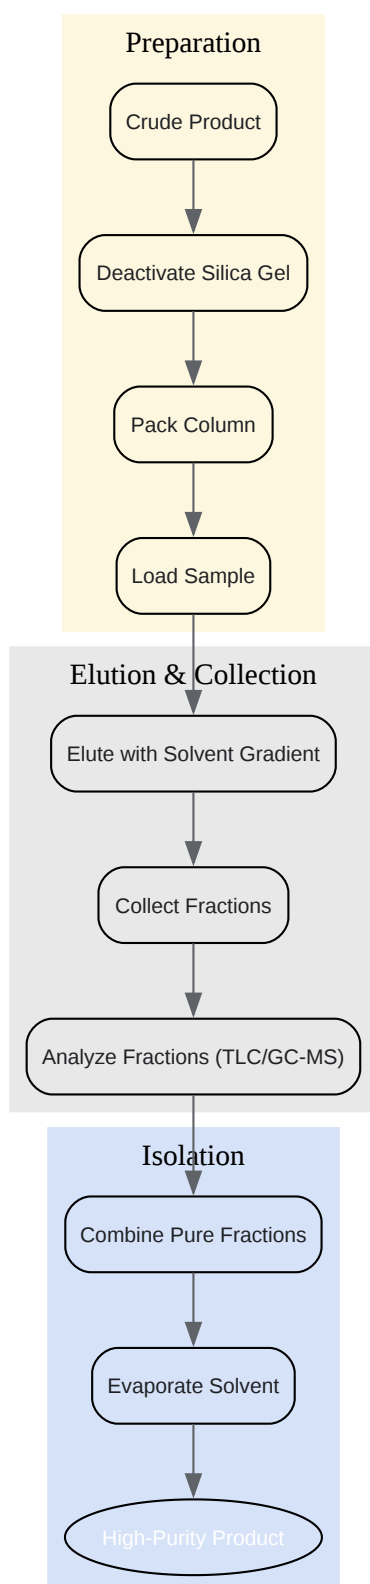 Preparation
Crude Product
Deactivate Silica Gel
Pack Column
Load Sample
Elution & Collection
Elute with Solvent Gradient
Collect Fractions
Analyze Fractions (TLC/GC-MS)
Isolation
Combine Pure Fractions
Evaporate Solvent
High-Purity Product